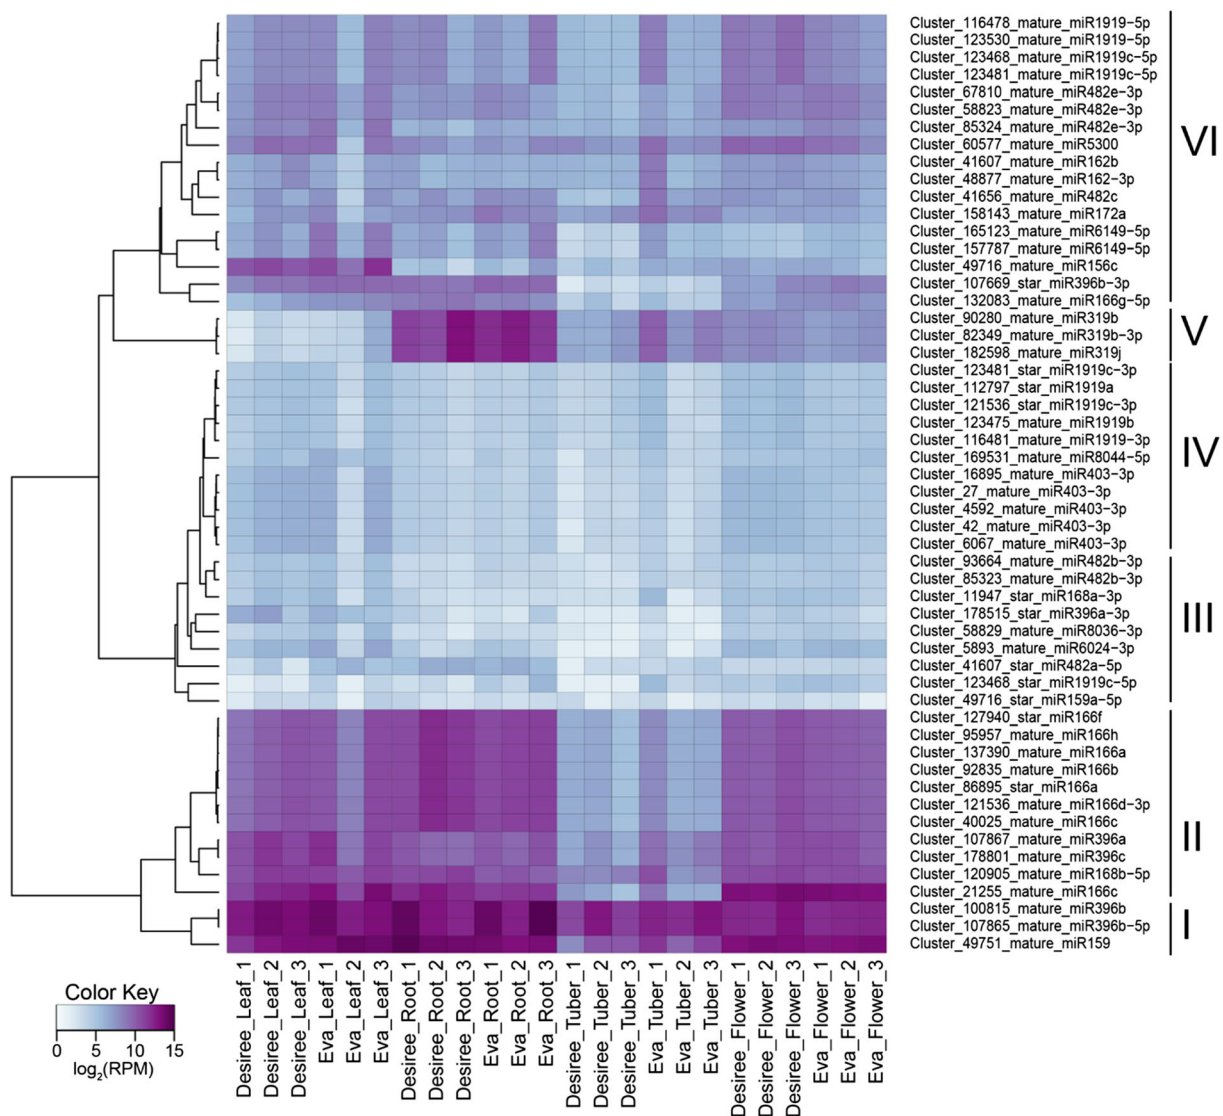 Cluster_116478_mature_miR1919-5p
Cluster_123530_mature_miR1919-5p
Cluster_123468_mature_miR1919c-5p
Cluster_123481_mature_miR1919c-5p
Cluster_67810_mature_miR482e-3p
Cluster_58823_mature_miR482e-3p
Cluster_85324_mature_miR482e-3p
Cluster_60577_mature_miR5300
Cluster_41607_mature_miR162b
Cluster_48877_mature_miR162-3p
Cluster_41656_mature_miR482c
Cluster_158143_mature_miR172a
Cluster_165123_mature_miR6149-5p
Cluster_157787_mature_miR6149-5p
Cluster_49716_mature_miR156c
Cluster_107669_star_miR396b-3p
Cluster_132083_mature_miR166g-5p
VI
Cluster_90280_mature_miR319b
Cluster_82349_mature_miR319b-3p
Cluster_182598_mature_miR319j
V
Cluster_123481_star_miR1919c-3p
Cluster_112797_star_miR1919a
Cluster_121536_star_miR1919c-3p
Cluster_123475_mature_miR1919b
Cluster_116481_mature_miR1919-3p
Cluster_169531_mature_miR8044-5p
Cluster_16895_mature_miR403-3p
Cluster_27_mature_miR403-3p
Cluster_4592_mature_miR403-3p
Cluster_42_mature_miR403-3p
Cluster_6067_mature_miR403-3p
IV
Cluster_93664_mature_miR482b-3p
Cluster_85323_mature_miR482b-3p
Cluster_11947_star_miR168a-3p
Cluster_178515_star_miR396a-3p
Cluster_58829_mature_miR8036-3p
Cluster_5893_mature_miR6024-3p
Cluster_41607_star_miR482a-5p
Cluster_123468_star_miR1919c-5p
Cluster_49716_star_miR159a-5p
III
Cluster_127940_star_miR166f
Cluster_95957_mature_miR166h
Cluster_137390_mature_miR166a
Cluster_92835_mature_miR166b
Cluster_86895_star_miR166a
Cluster_121536_mature_miR166d-3p
Cluster_40025_mature_miR166c
Cluster_107867_mature_miR396a
Cluster_178801_mature_miR396c
Cluster_120905_mature_miR168b-5p
Cluster_21255_mature_miR166c
II
Cluster_100815_mature_miR396b
Cluster_107865_mature_miR396b-5p
Cluster_49751_mature_miR159
I
Desiree_Leaf_1
Desiree_Leaf_2
Desiree_Leaf_3
Eva_Leaf_1
Eva_Leaf_2
Eva_Leaf_3
Desiree_Root_1
Desiree_Root_2
Desiree_Root_3
Eva_Root_1
Eva_Root_2
Eva_Root_3
Desiree_Tuber_1
Desiree_Tuber_2
Desiree_Tuber_3
Eva_Tuber_1
Eva_Tuber_2
Eva_Tuber_3
Desiree_Flower_1
Desiree_Flower_2
Desiree_Flower_3
Eva_Flower_1
Eva_Flower_2
Eva_Flower_3
Color Key
0 5 10 15
log₂(RPM)